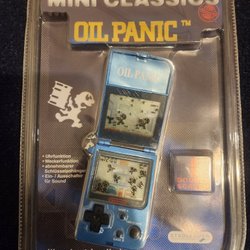 MINI CLASSICS
OIL PANIC™
OIL PANIC
• Uhrfunktion
• Weckerfunktion
• abnehmbarer
Schlüsselanhänger
• Ein- / Ausschalter
für Sound